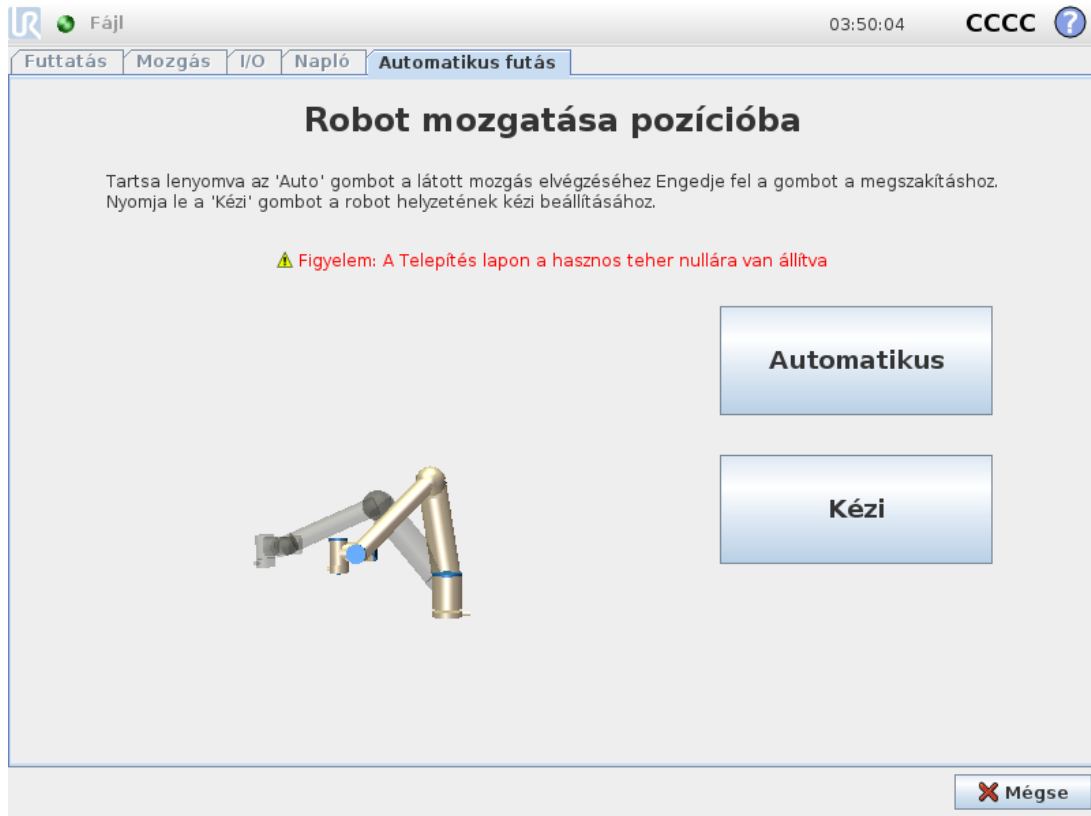 UR Fájl 03:50:04 CCCC ?
Futtatás Mozgás I/O Napló Automatikus futás
Robot mozgatása pozícióba
Tartsa lenyomva az 'Auto' gombot a látott mozgás elvégzéséhez Engedje fel a gombot a megszakításhoz.
Nyomja le a 'Kézi' gombot a robot helyzetének kézi beállításához.
Figyelem: A Telepítés lapon a hasznos teher nullára van állítva
Automatikus
Kézi
Mégse